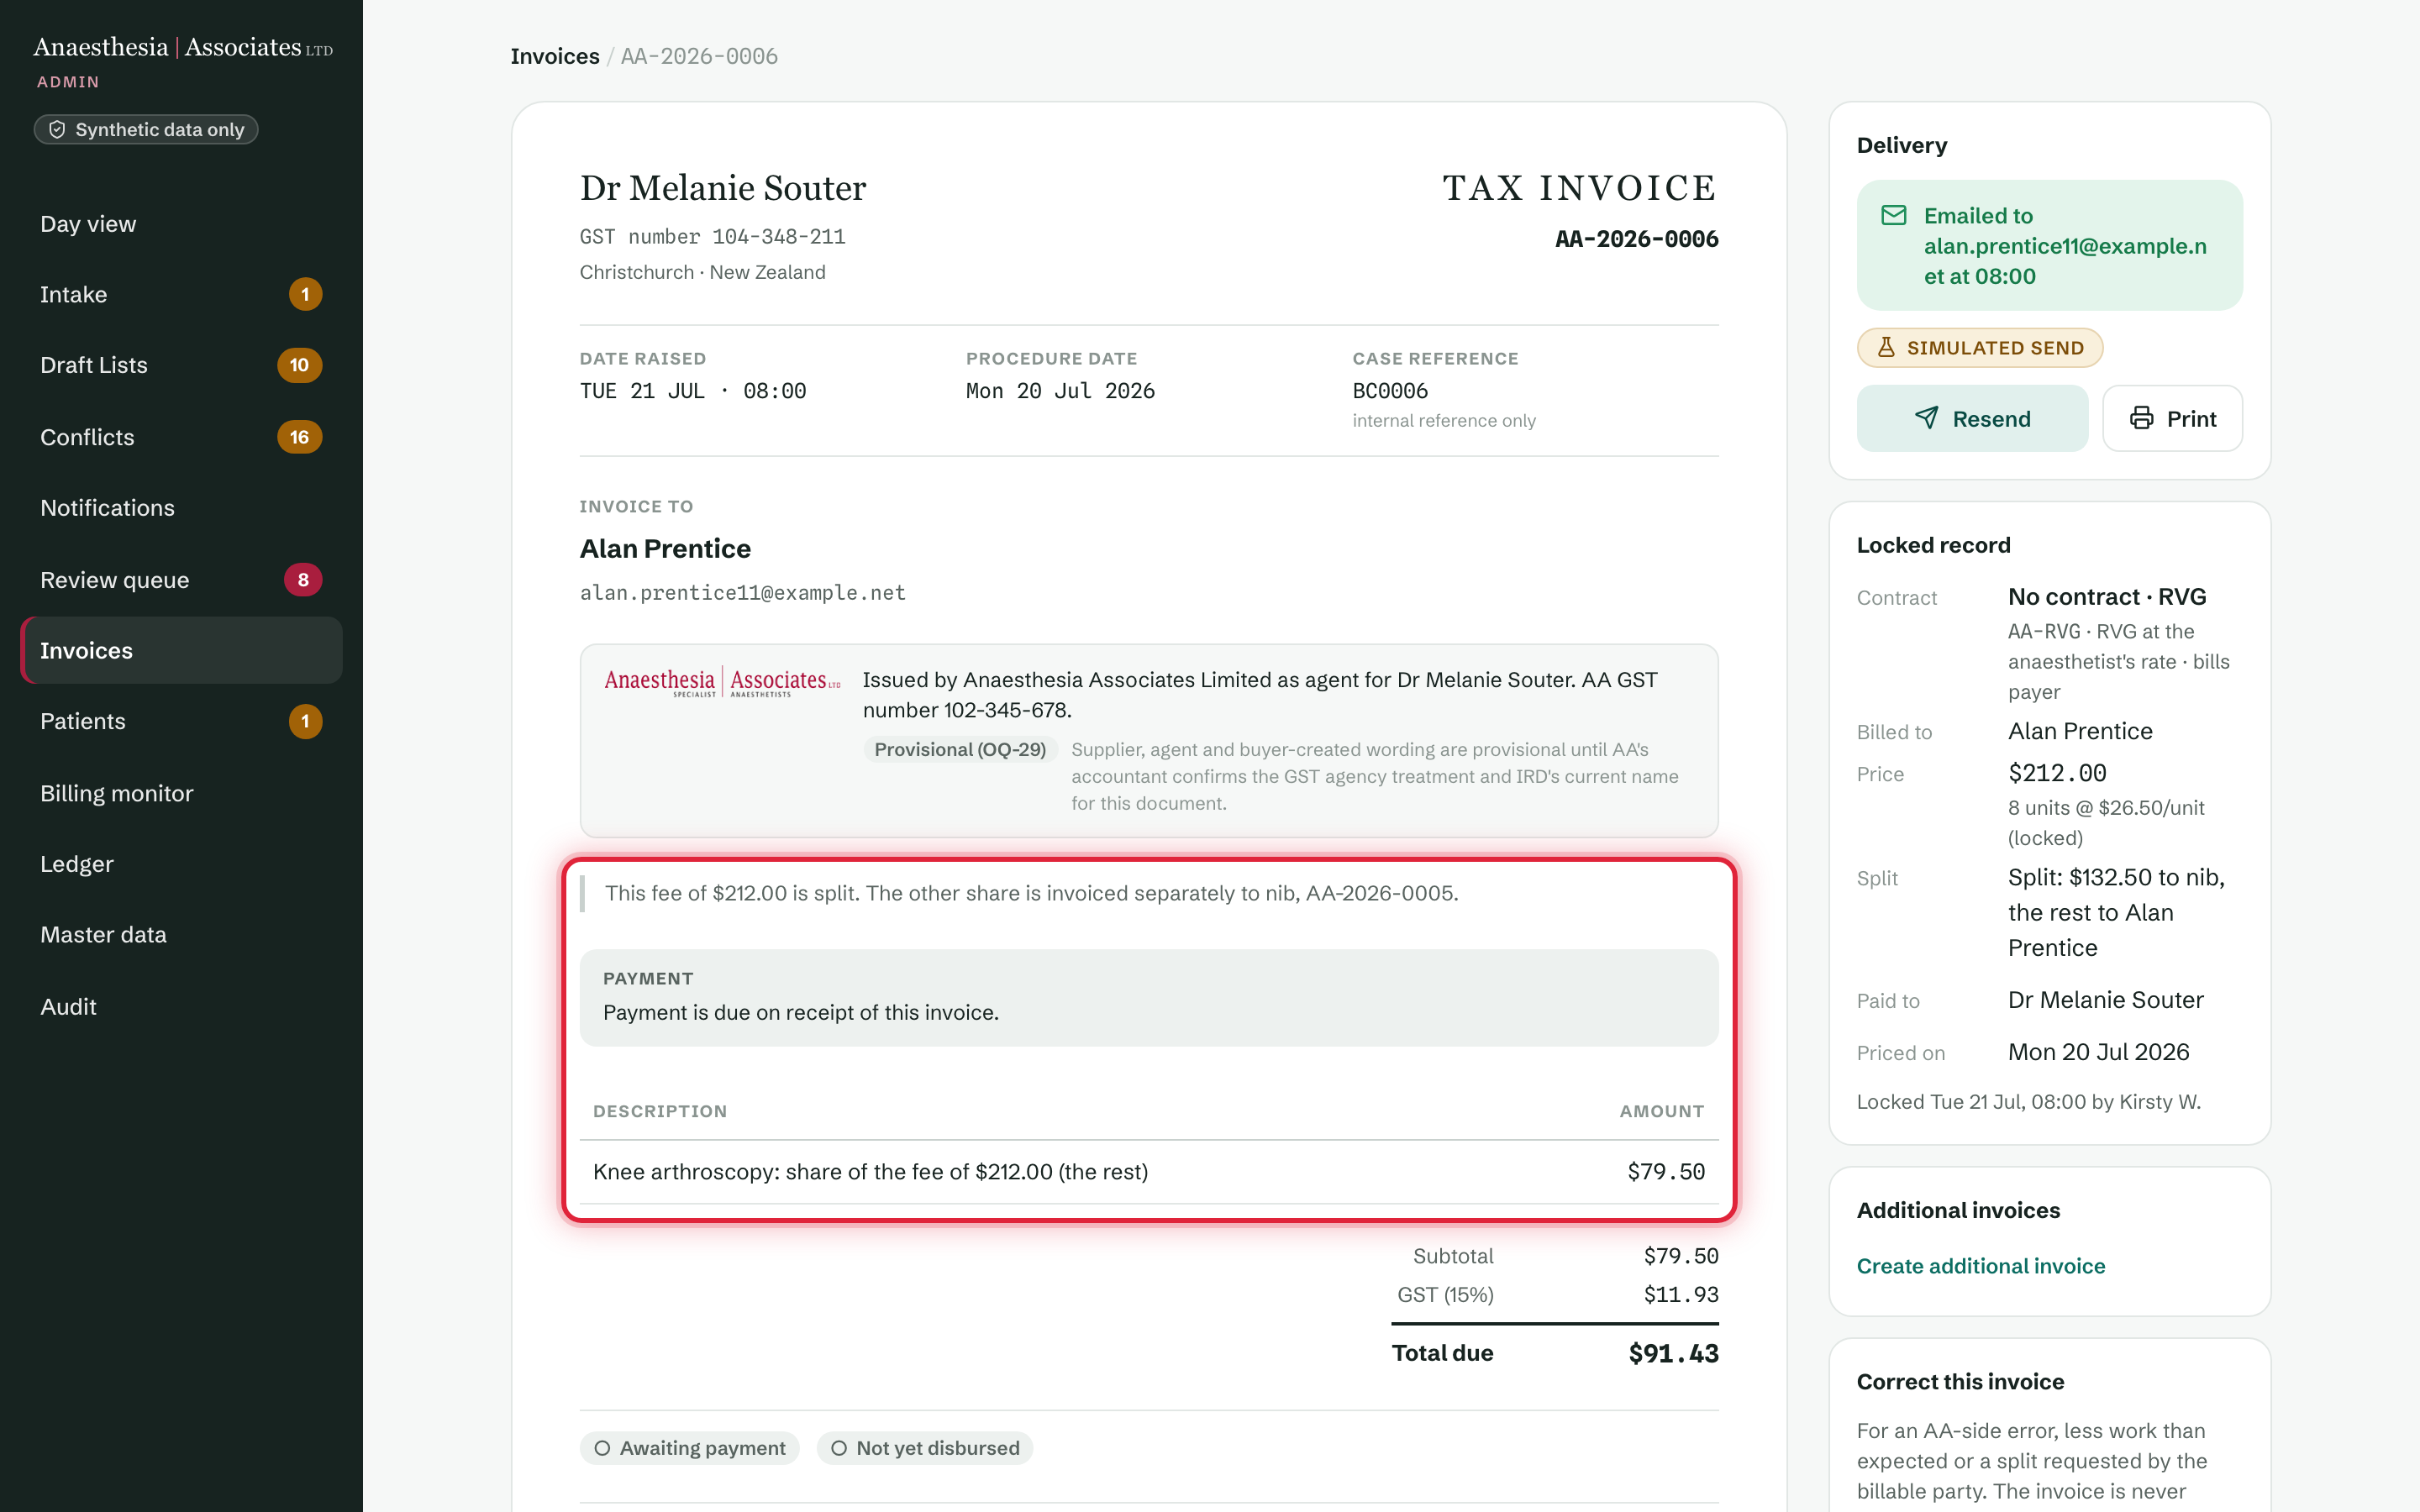 Anaesthesia | Associates LTD
ADMIN
Synthetic data only
Day view
Intake 1
Draft Lists 10
Conflicts 16
Notifications
Review queue 8
Invoices
Patients 1
Billing monitor
Ledger
Master data
Audit
Invoices / AA-2026-0006
Dr Melanie Souter
TAX INVOICE
GST number 104-348-211
AA-2026-0006
Christchurch · New Zealand
DATE RAISED
TUE 21 JUL · 08:00
PROCEDURE DATE
Mon 20 Jul 2026
CASE REFERENCE
BC0006
internal reference only
INVOICE TO
Alan Prentice
alan.prentice11@example.net
Anaesthesia | Associates LTD
SPECIALIST ANAESTHETISTS
Issued by Anaesthesia Associates Limited as agent for Dr Melanie Souter. AA GST
number 102-345-678.
Provisional (OQ-29)
Supplier, agent and buyer-created wording are provisional until AA's
accountant confirms the GST agency treatment and IRD's current name
for this document.
This fee of $212.00 is split. The other share is invoiced separately to nib, AA-2026-0005.
PAYMENT
Payment is due on receipt of this invoice.
DESCRIPTION AMOUNT
Knee arthroscopy: share of the fee of $212.00 (the rest) $79.50
Subtotal $79.50
GST (15%) $11.93
Total due $91.43
Awaiting payment
Not yet disbursed
Delivery
Emailed to
alan.prentice11@example.n
et at 08:00
SIMULATED SEND
Resend
Print
Locked record
Contract No contract · RVG
AA-RVG · RVG at the
anaesthetist's rate · bills
payer
Billed to Alan Prentice
Price $212.00
8 units @ $26.50/unit
(locked)
Split Split: $132.50 to nib,
the rest to Alan
Prentice
Paid to Dr Melanie Souter
Priced on Mon 20 Jul 2026
Locked Tue 21 Jul, 08:00 by Kirsty W.
Additional invoices
Create additional invoice
Correct this invoice
For an AA-side error, less work than
expected or a split requested by the
billable party. The invoice is never